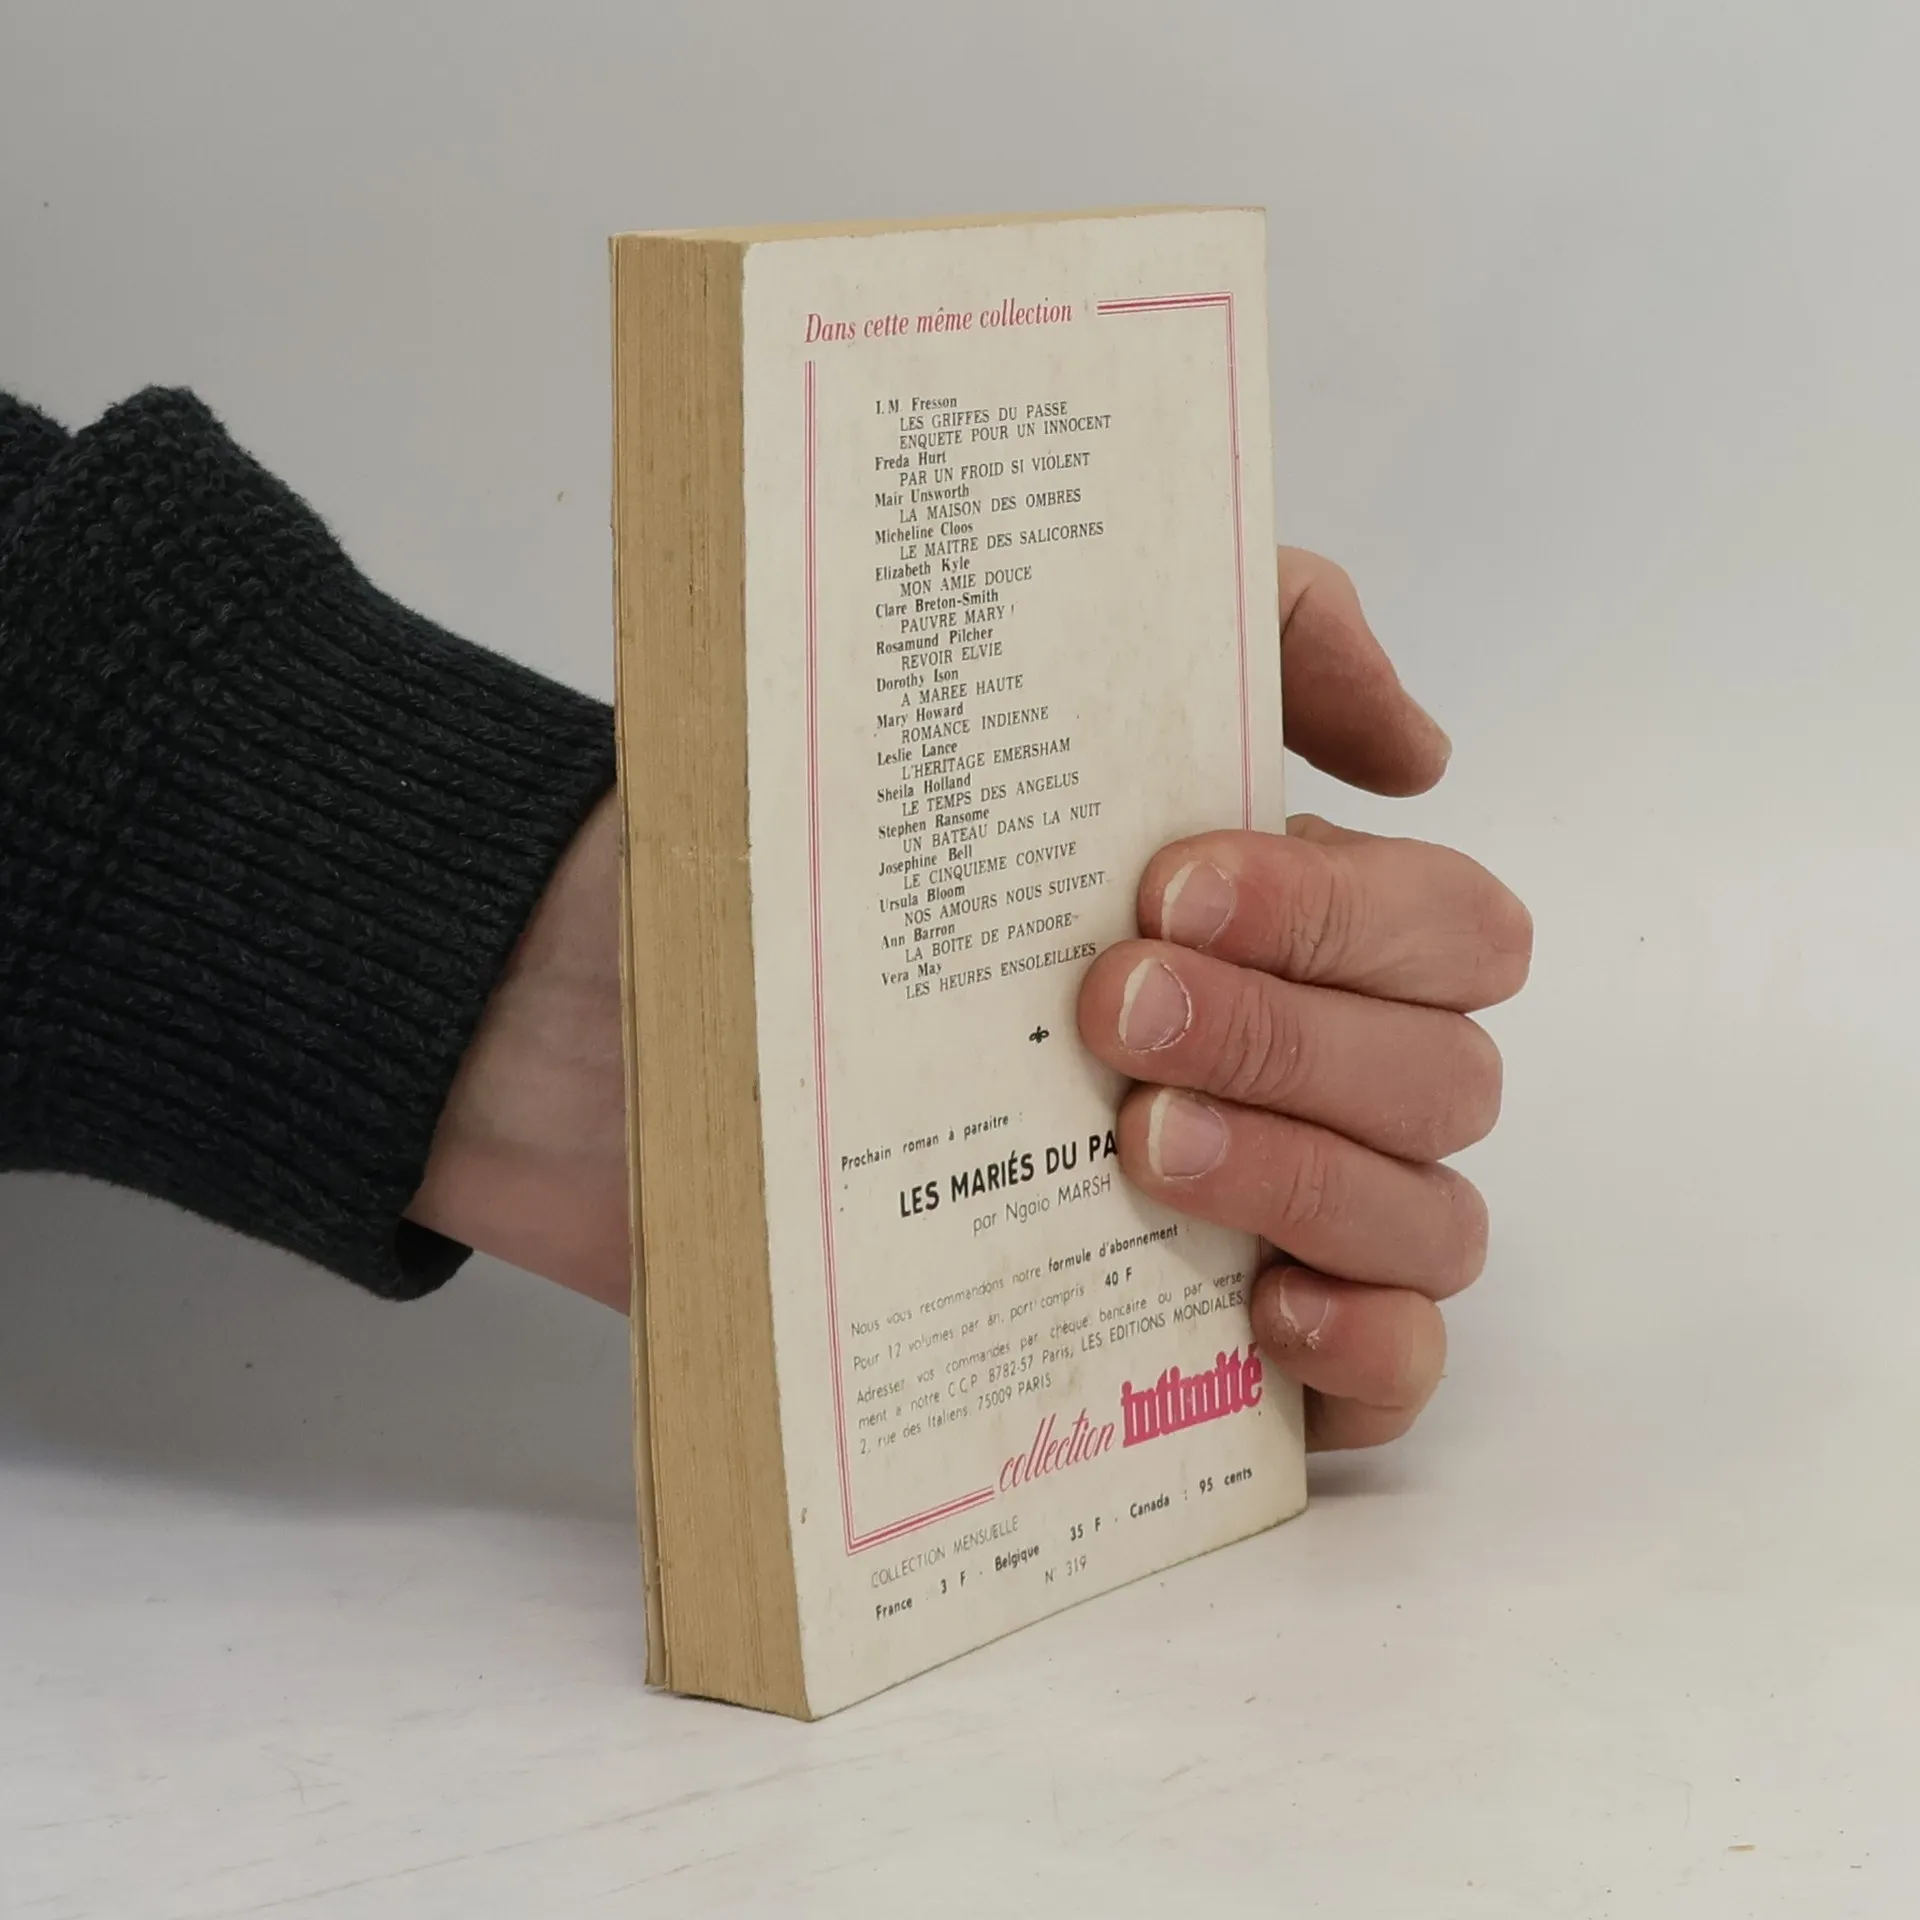 Dans cette même collection
I. M. Fresson
LES GRIFFES DU PASSE
ENQUETE POUR UN INNOCENT
Freda Hurt
PAR UN FROID SI VIOLENT
Mair Unsworth
LA MAISON DES OMBRES
Micheline Cloos
LE MAITRE DES SALICORNES
Elizabeth Kyle
MON AMIE DOUCE
Clare Breton-Smith
PAUVRE MARY !
Rosamund Pilcher
REVOIR ELVIE
Dorothy Ison
A MAREE HAUTE
Mary Howard
ROMANCE INDIENNE
Leslie Lance
L'HERITAGE EMERSHAM
Sheila Holland
LE TEMPS DES ANGELUS
Stephen Ransome
UN BATEAU DANS LA NUIT
Josephine Bell
LE CINQUIEME CONVIVE
Ursula Bloom
NOS AMOURS NOUS SUIVENT
Ann Barron
LA BOITE DE PANDORE
Vera May
LES HEURES ENSOLEILLEES
Prochain roman à paraitre :
LES MARIÉS DU PA
par Ngaio MARSH
Nous vous recommandons notre formule d'abonnement :
Pour 12 volumes par an, port compris : 40 F
Adresser vos commandes par chèque bancaire ou par verse-
ment a notre C C P 8782-57 Paris, LES EDITIONS MONDIALES,
2, rue des Italiens, 75009 PARIS
collection intimité
COLLECTION MENSUELLE
France : 3 F - Belgique : 35 F - Canada : 95 cents
N° 319